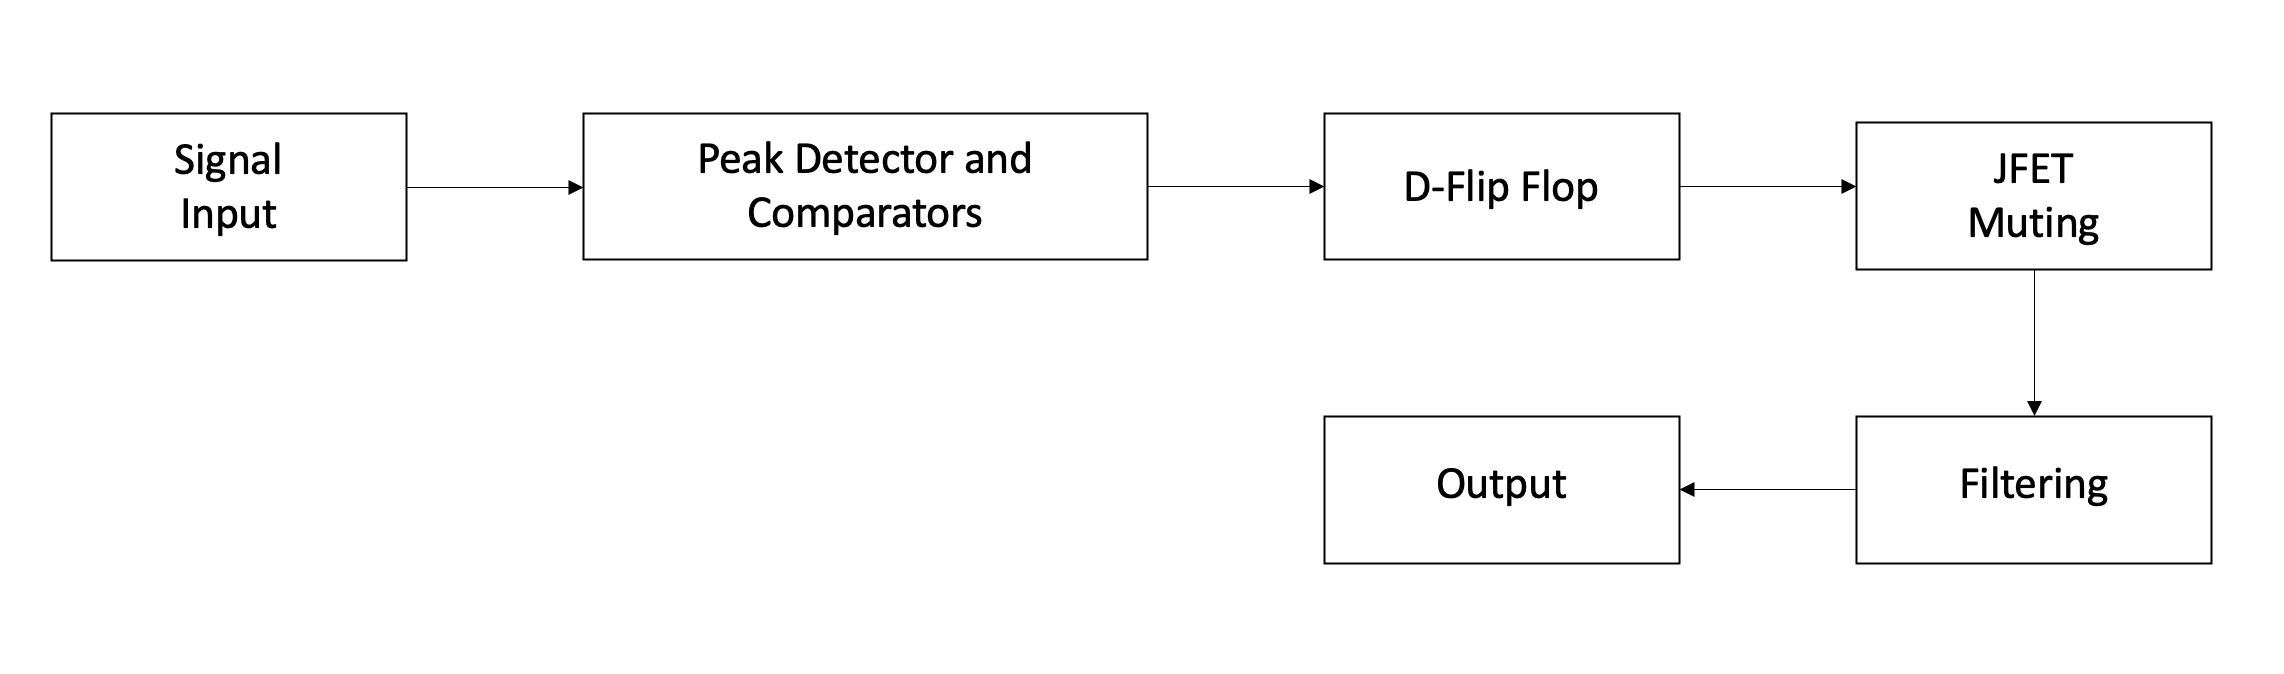 Signal
Input
Peak Detector and
Comparators
D-Flip Flop
JFET
Muting
Output
Filtering